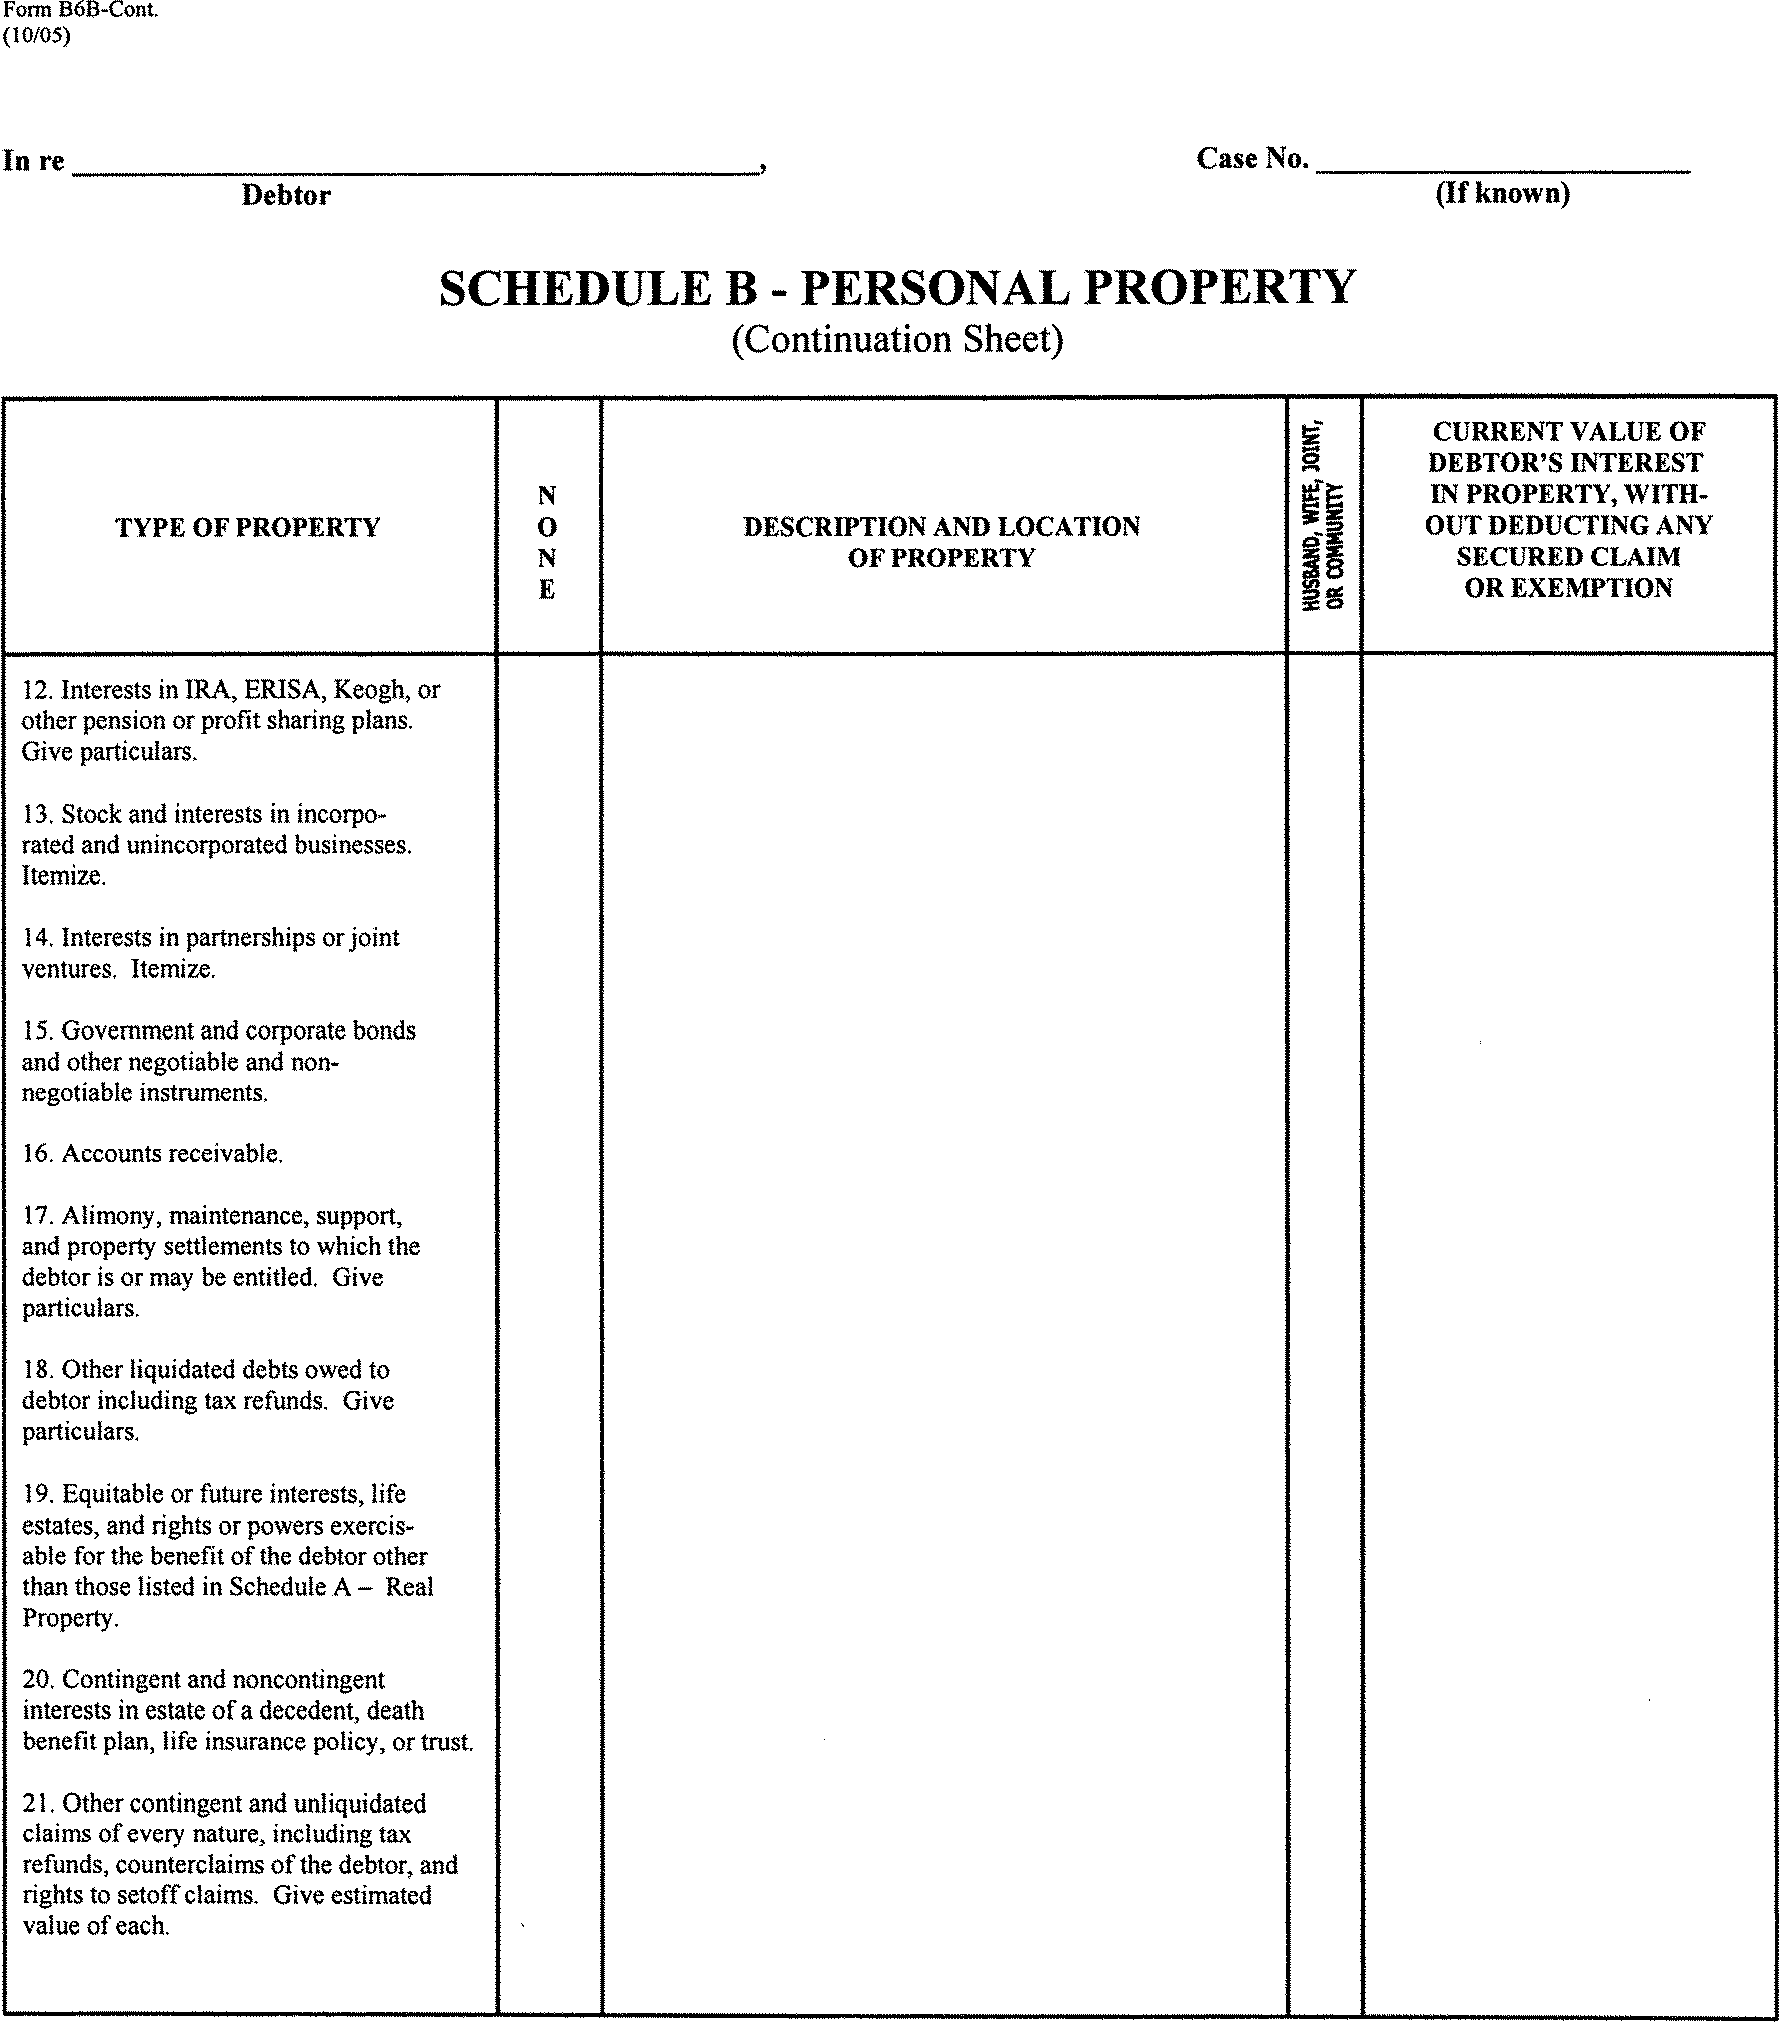 Form B6B-Cont.
(10/05)
In re ,
Case No.
Debtor
(If known)
SCHEDULE B - PERSONAL PROPERTY
(Continuation Sheet)
TYPE OF PROPERTY
N
O
N
E
DESCRIPTION AND LOCATION
OF PROPERTY
HUSBAND, WIFE, JOINT,
OR COMMUNITY
CURRENT VALUE OF
DEBTOR'S INTEREST
IN PROPERTY, WITH-
OUT DEDUCTING ANY
SECURED CLAIM
OR EXEMPTION
12. Interests in IRA, ERISA, Keogh, or
other pension or profit sharing plans.
Give particulars.
13. Stock and interests in incorpo-
rated and unincorporated businesses.
Itemize.
14. Interests in partnerships or joint
ventures. Itemize.
15. Government and corporate bonds
and other negotiable and non-
negotiable instruments.
16. Accounts receivable.
17. Alimony, maintenance, support,
and property settlements to which the
debtor is or may be entitled. Give
particulars.
18. Other liquidated debts owed to
debtor including tax refunds. Give
particulars.
19. Equitable or future interests, life
estates, and rights or powers exercis-
able for the benefit of the debtor other
than those listed in Schedule A – Real
Property.
20. Contingent and noncontingent
interests in estate of a decedent, death
benefit plan, life insurance policy, or trust.
21. Other contingent and unliquidated
claims of every nature, including tax
refunds, counterclaims of the debtor, and
rights to setoff claims. Give estimated
value of each.